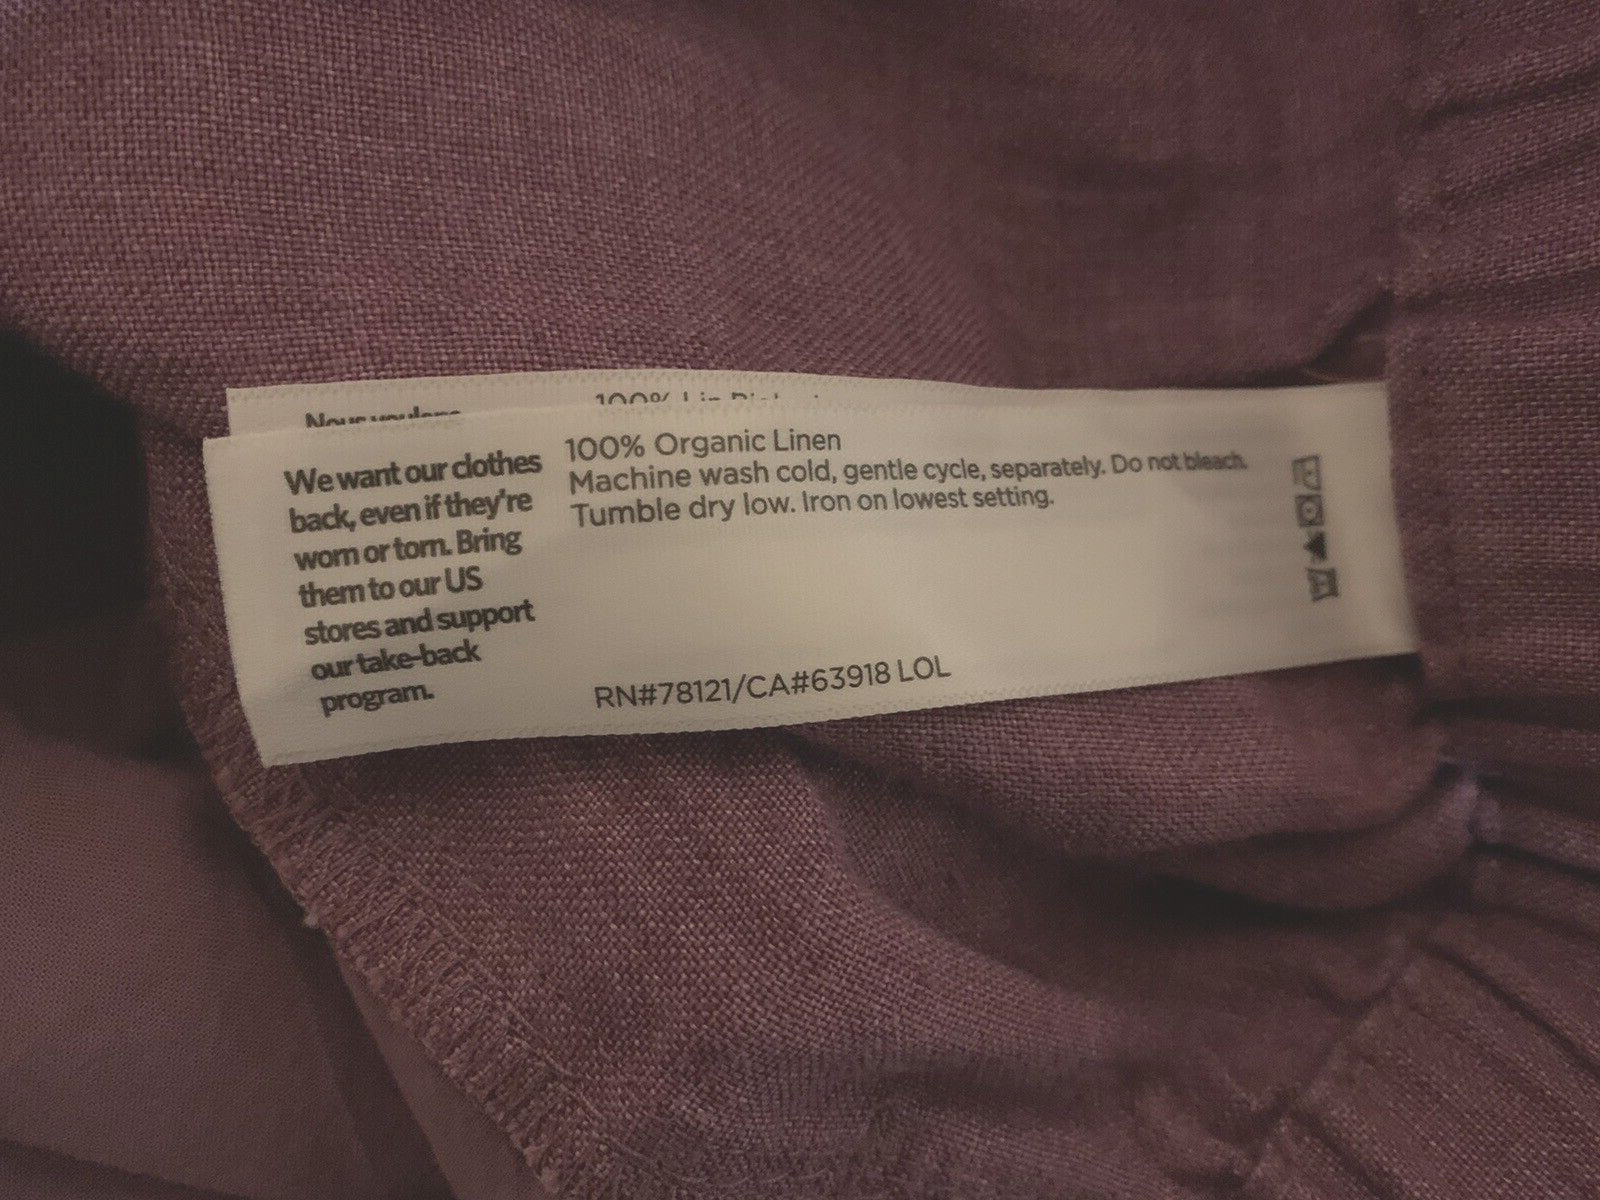 100%
We want our clothes
back, even if they're
worn or torn. Bring
them to our US
stores and support
our take-back
program.
100% Organic Linen
Machine wash cold, gentle cycle, separately. Do not bleach.
Tumble dry low. Iron on lowest setting.
RN#78121/CA#63918 LOL